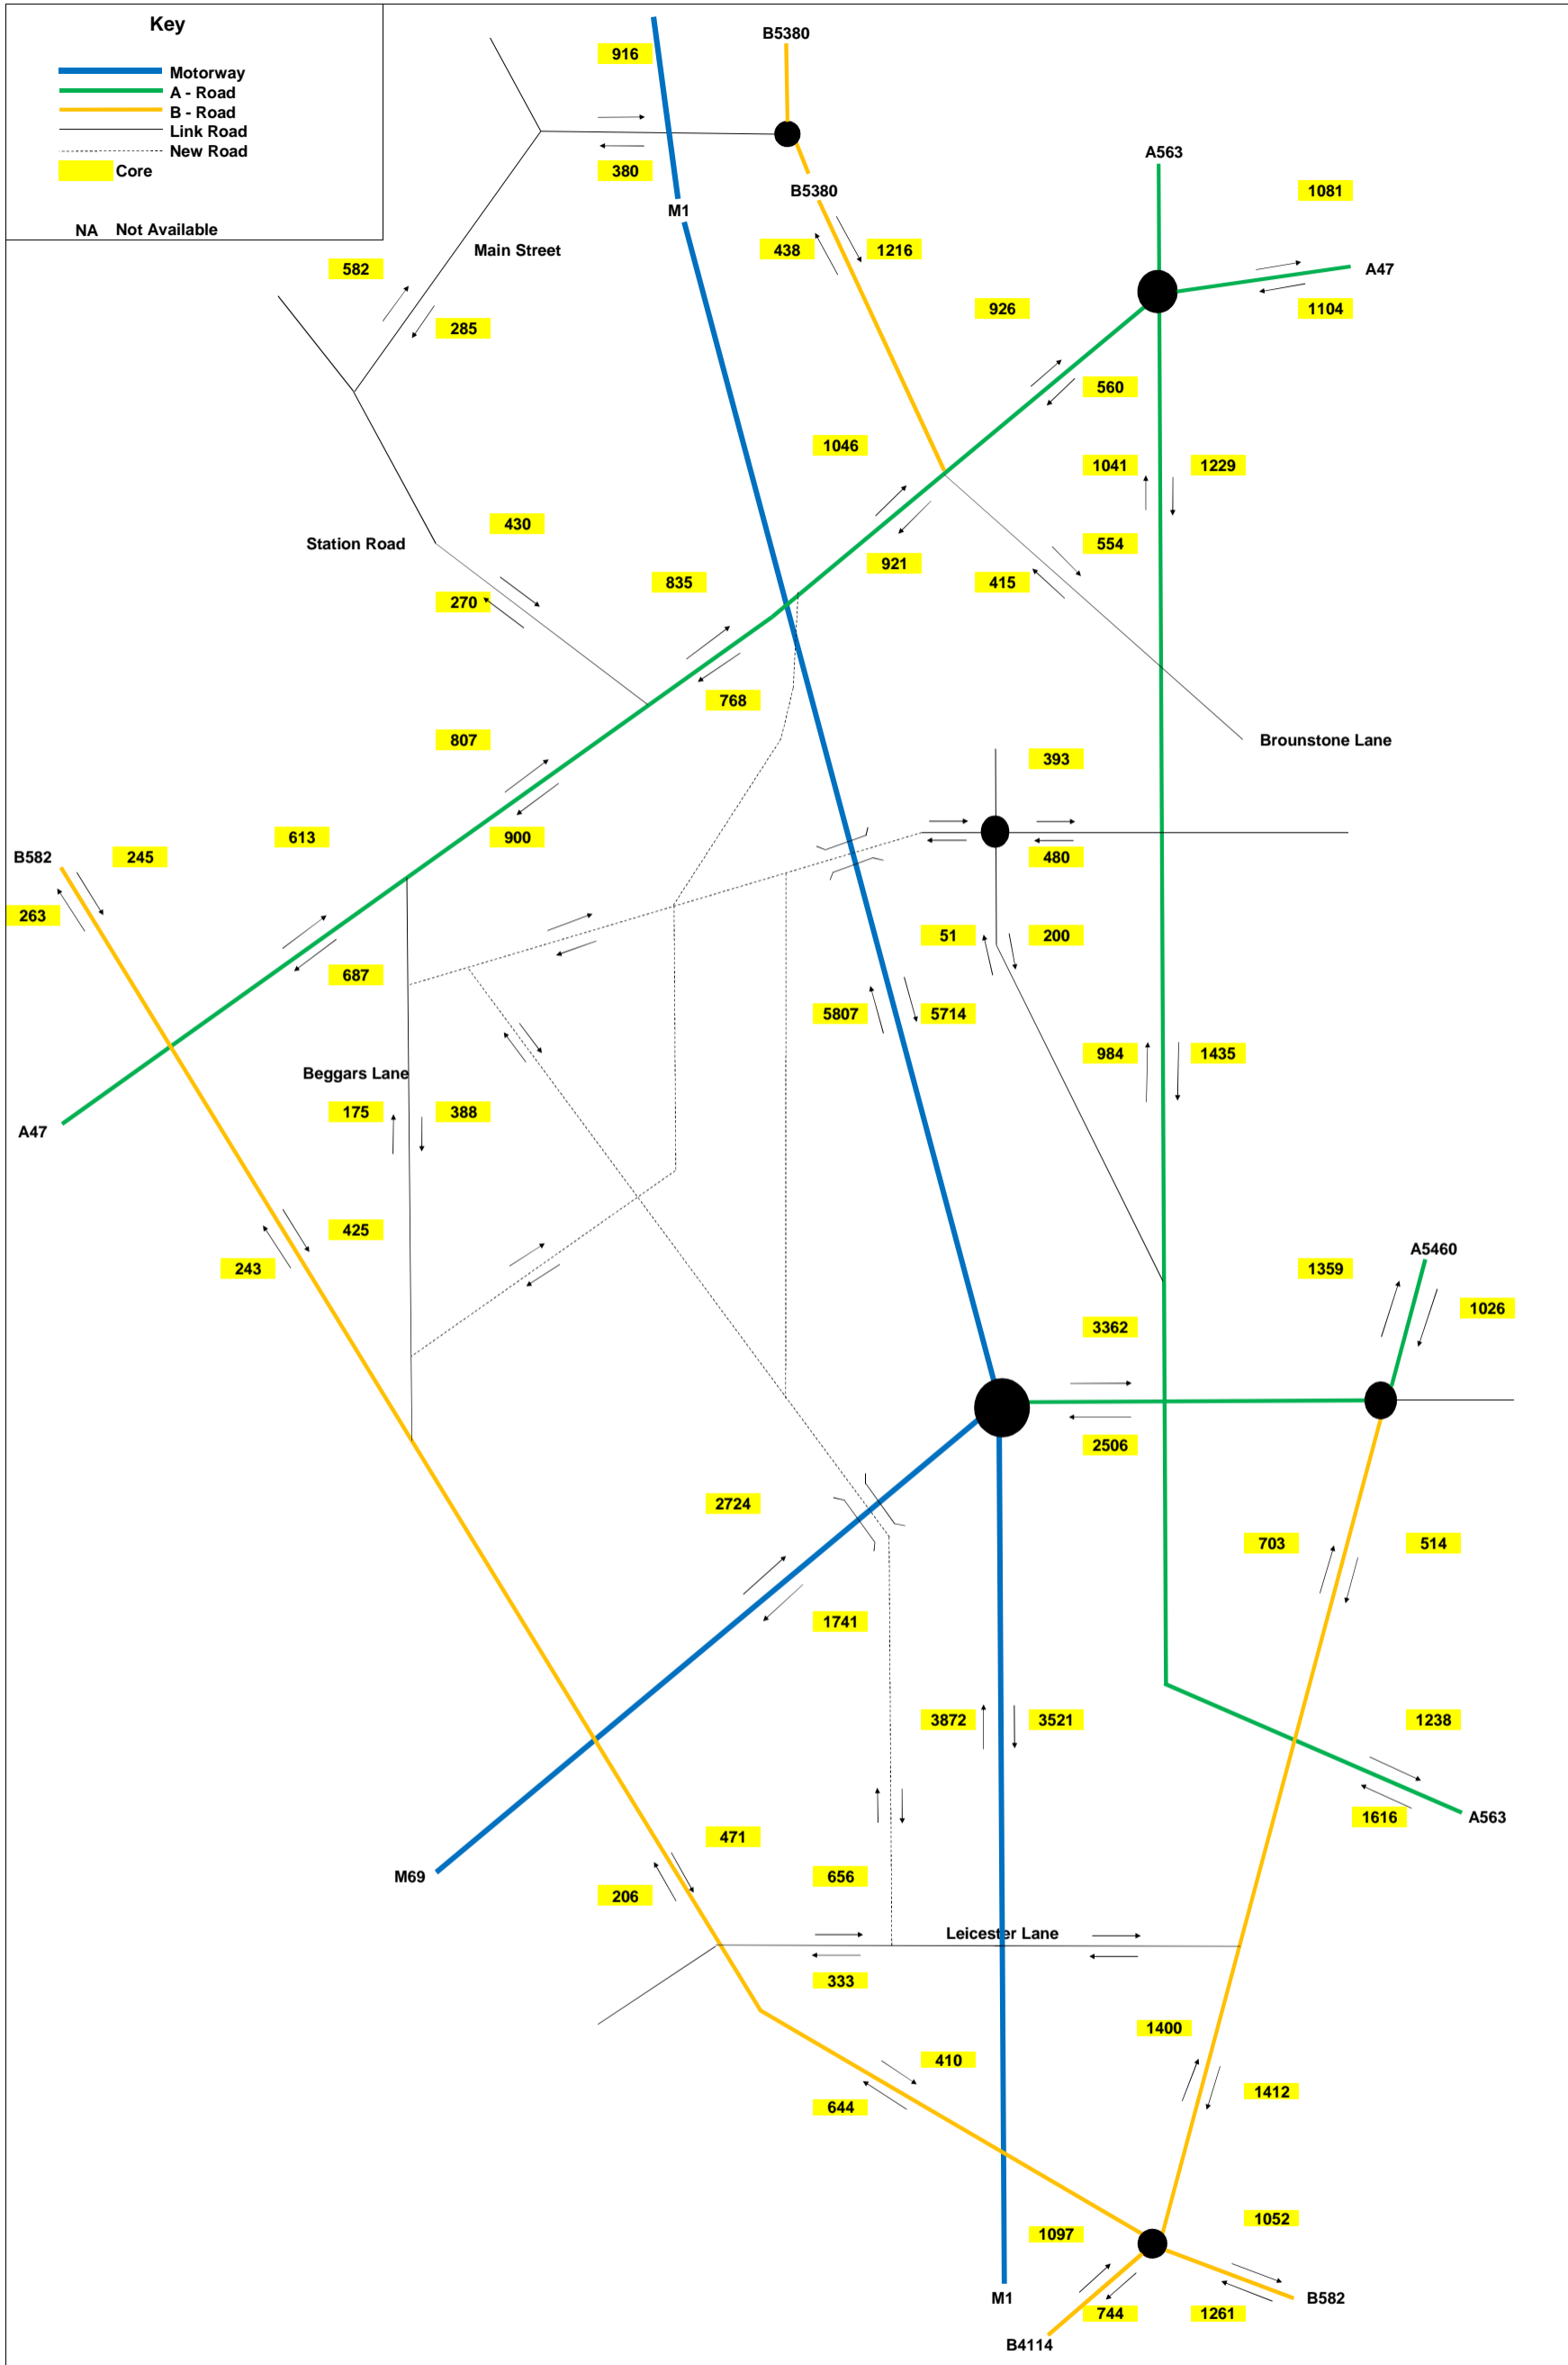 Key
Motorway
A - Road
B - Road
Link Road
New Road
Core
NA Not Available
916
B5380
380
B5380
M1
A563
1081
Main Street
582
438
1216
A47
285
926
1104
560
1046
1041
1229
430
Station Road
554
835
921
415
270
768
807
Brounstone Lane
393
613
900
B582
245
480
263
51
200
687
5807
5714
984
1435
Beggars Lane
175
388
A47
425
243
A5460
1359
1026
3362
2506
2724
703
514
1741
3872
3521
1238
1616
A563
471
M69
656
206
Leicester Lane
333
1400
410
1412
644
1052
1097
M1
B582
744
1261
B4114